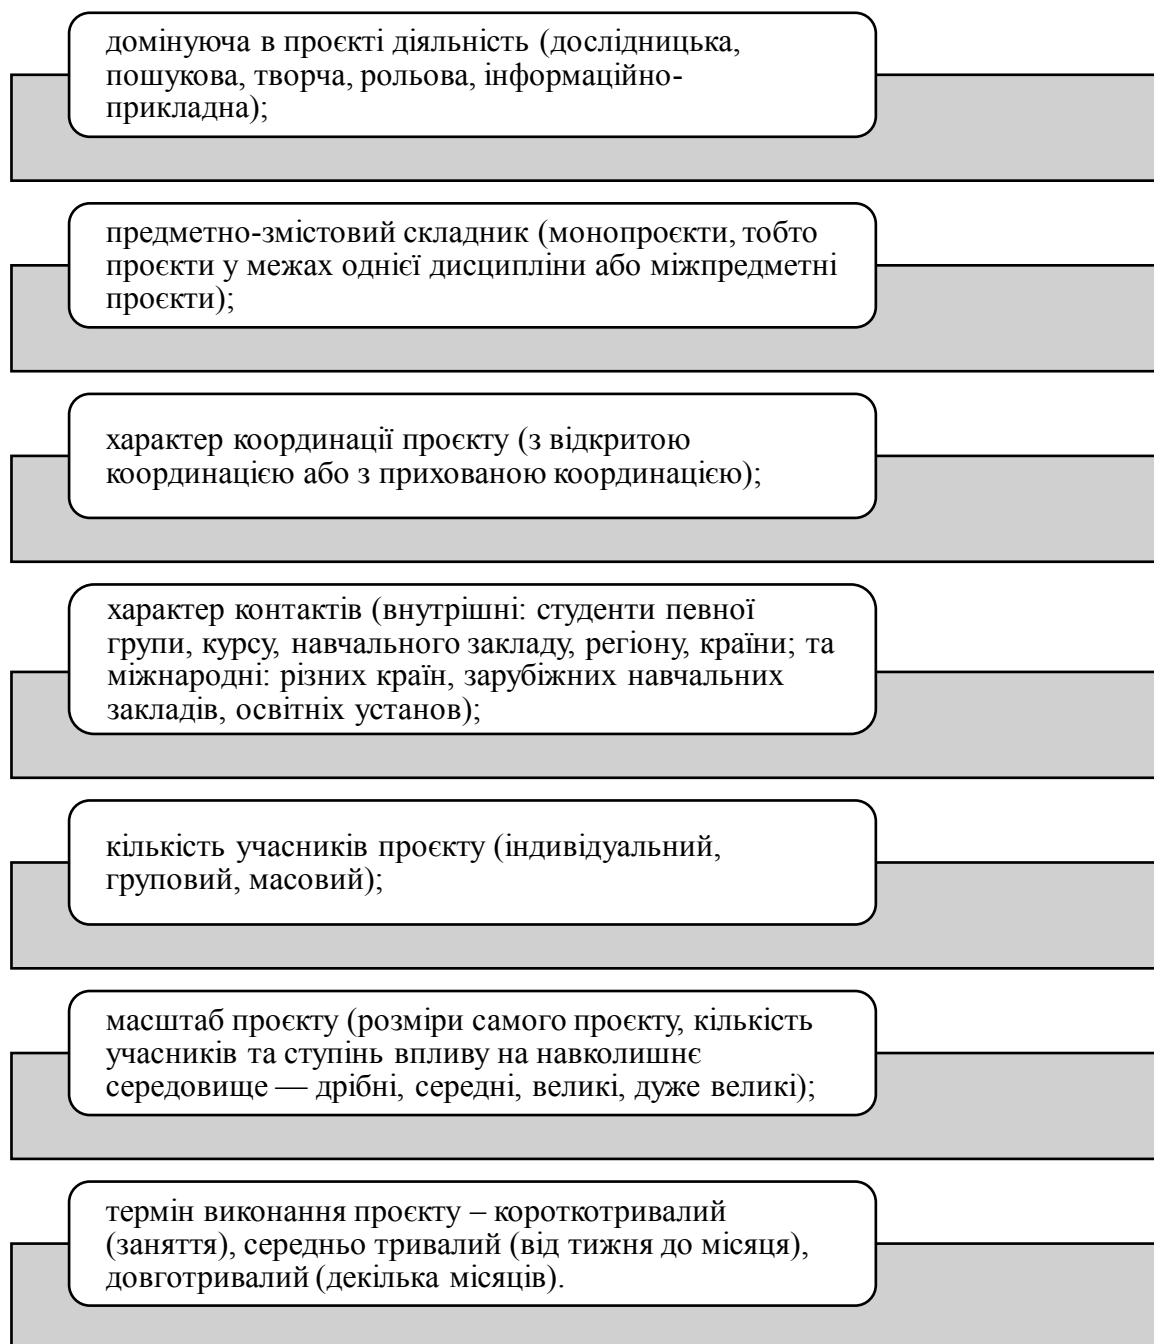 домінуюча в проєкті діяльність (дослідницька,
пошукова, творча, рольова, інформаційно-
прикладна);
предметно-змістовий складник (монопроєкти, тобто
проєкти у межах однієї дисципліни або міжпредметні
проєкти);
характер координації проєкту (з відкритою
координацією або з прихованою координацією);
характер контактів (внутрішні: студенти певної
групи, курсу, навчального закладу, регіону, країни; та
міжнародні: різних країн, зарубіжних навчальних
закладів, освітніх установ);
кількість учасників проєкту (індивідуальний,
груповий, масовий);
масштаб проєкту (розміри самого проєкту, кількість
учасників та ступінь впливу на навколишнє
середовище — дрібні, середні, великі, дуже великі);
термін виконання проєкту – короткотривалий
(заняття), середньо тривалий (від тижня до місяця),
довготривалий (декілька місяців).